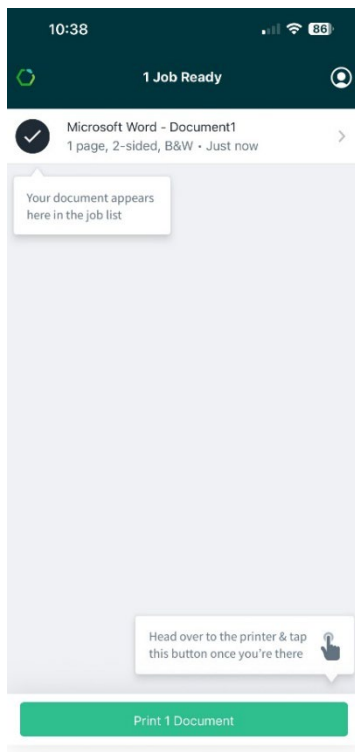 10:38
86
1 Job Ready
Microsoft Word - Document1
1 page, 2-sided, B&W • Just now
Your document appears
here in the job list
Head over to the printer & tap
this button once you're there
Print 1 Document